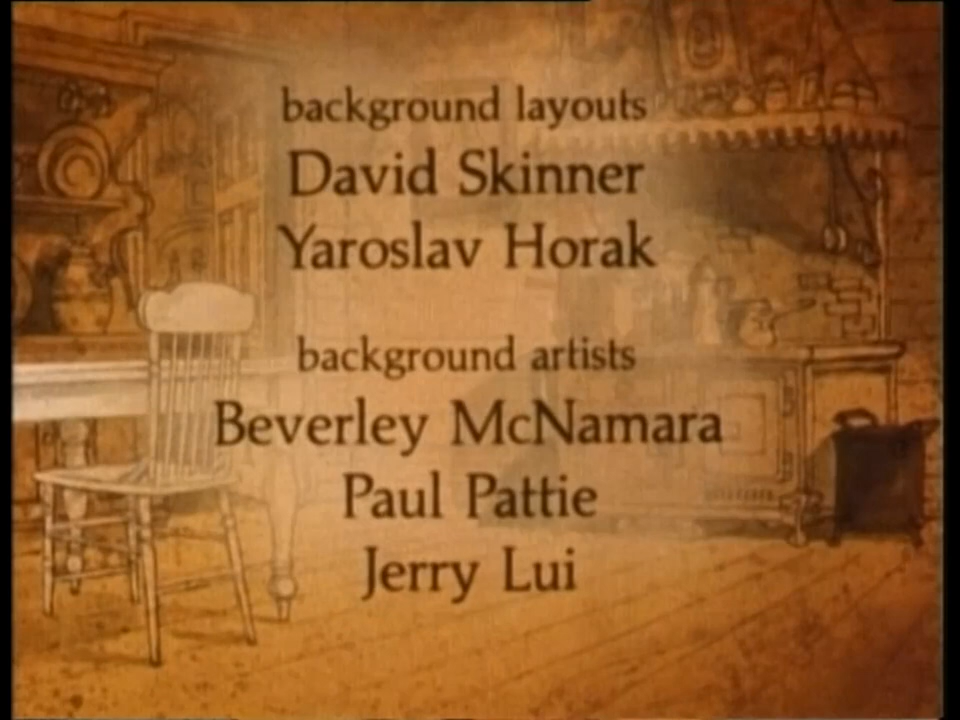 background layouts
David Skinner
Yaroslav Horak
background artists
Beverley McNamara
Paul Pattie
Jerry Lui